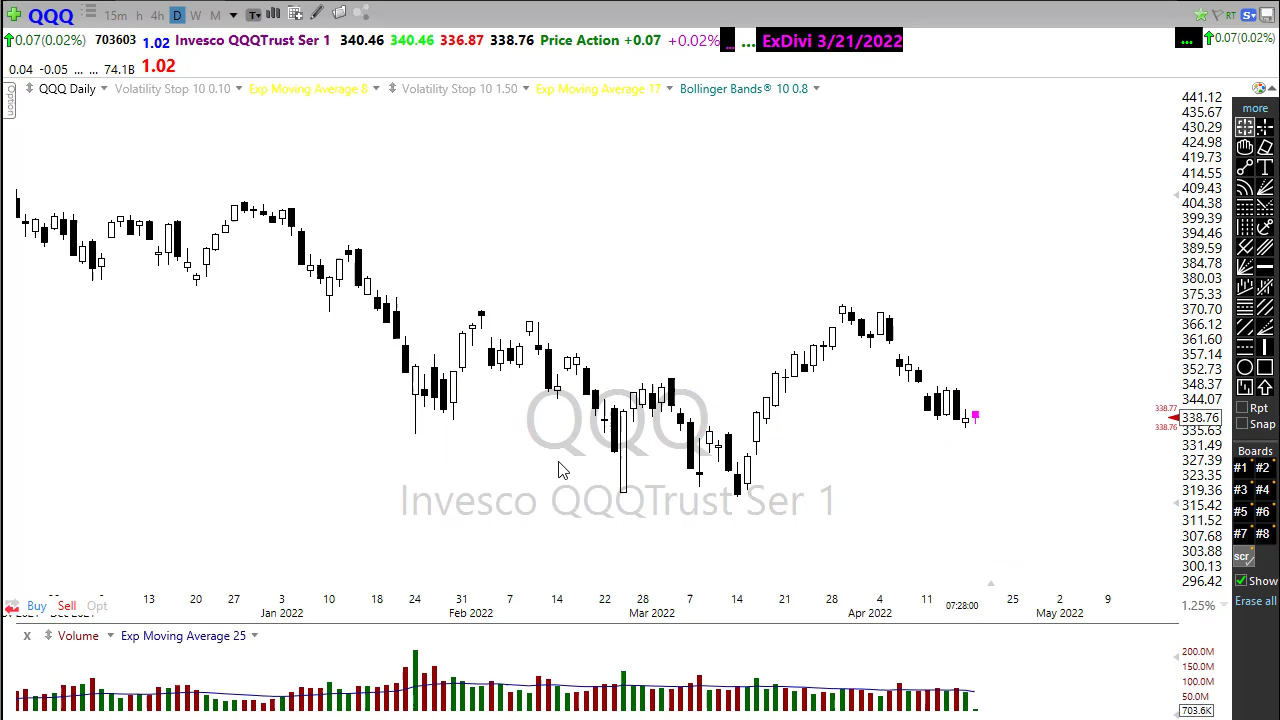 QQQ 15m h 4h D W M T RT S
0.07(0.02%) 703603 1.02 Invesco QQQTrust Ser 1 340.46 340.46 336.87 338.76 Price Action +0.07 +0.02% ... ... ExDivi 3/21/2022 ... 0.07(0.02%)
0.04 -0.05 ... ... 74.1B 1.02
Option QQQ Daily Volatility Stop 10 0.10 Exp Moving Average 8 Volatility Stop 10 1.50 Exp Moving Average 17 Bollinger Bands® 10 0.8
441.12
more
435.67
430.29
424.98
419.73
414.55
409.43
404.38
399.39
394.46
389.59
384.78
380.03
375.33
370.70
366.12
361.60
357.14
352.73
348.37
344.07
Rpt
338.77
338.76
335.63
338.76
Snap
331.49
327.39
323.35
319.36
315.42
311.52
307.68
303.88
300.13
296.42
Boards
#1 #2
#3 #4
#5 #6
#7 #8
scr
Show
Erase all
QQQ
Invesco QQQTrust Ser 1
13 20 27 10 18 24 7 14 22 28 7 14 21 28 4 11 07:28:00 25 2 9
Buy Sell Opt
Jan 2022 Feb 2022 Mar 2022 Apr 2022 May 2022 1.25%
x Volume Exp Moving Average 25
200.0M
150.0M
100.0M
50.0M
703.6K